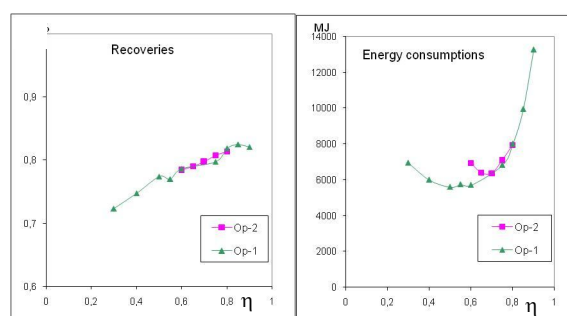 Recoveries
0,9
0,8
0,7
0,6
Op-2
Op-1
0 0,2 0,4 0,6 0,8 1
η
MJ
Energy consumptions
14000
12000
10000
8000
6000
4000
2000
0
Op-2
Op-1
0 0,2 0,4 0,6 0,8 1
η